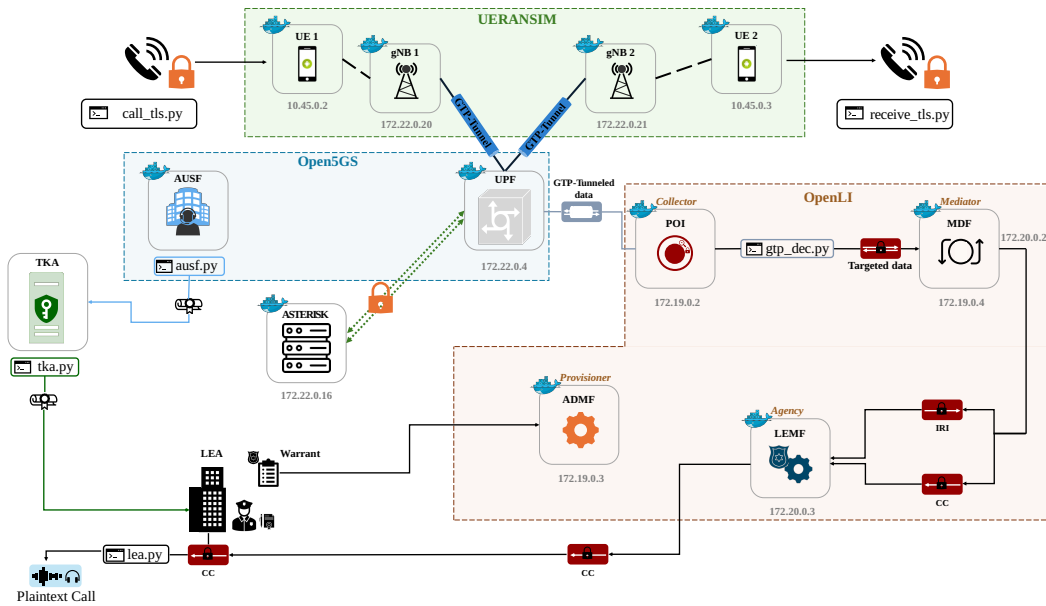 UERANSIM
UE 1
gNB 1
gNB 2
UE 2
10.45.0.2
172.22.0.20
172.22.0.21
10.45.0.3
call_tls.py
receive_tls.py
GTP-Tunnel
GTP-Tunnel
Open5GS
AUSF
UPF
ausf.py
172.22.0.4
GTP-Tunneled
data
OpenLI
Collector
POI
172.19.0.2
gtp_dec.py
Targeted data
Mediator
MDF
172.20.0.2
172.19.0.4
TKA
tka.py
ASTERISK
172.22.0.16
Provisioner
ADMF
172.19.0.3
Agency
LEMF
172.20.0.3
IRI
CC
LEA
Warrant
CC
CC
lea.py
Plaintext Call